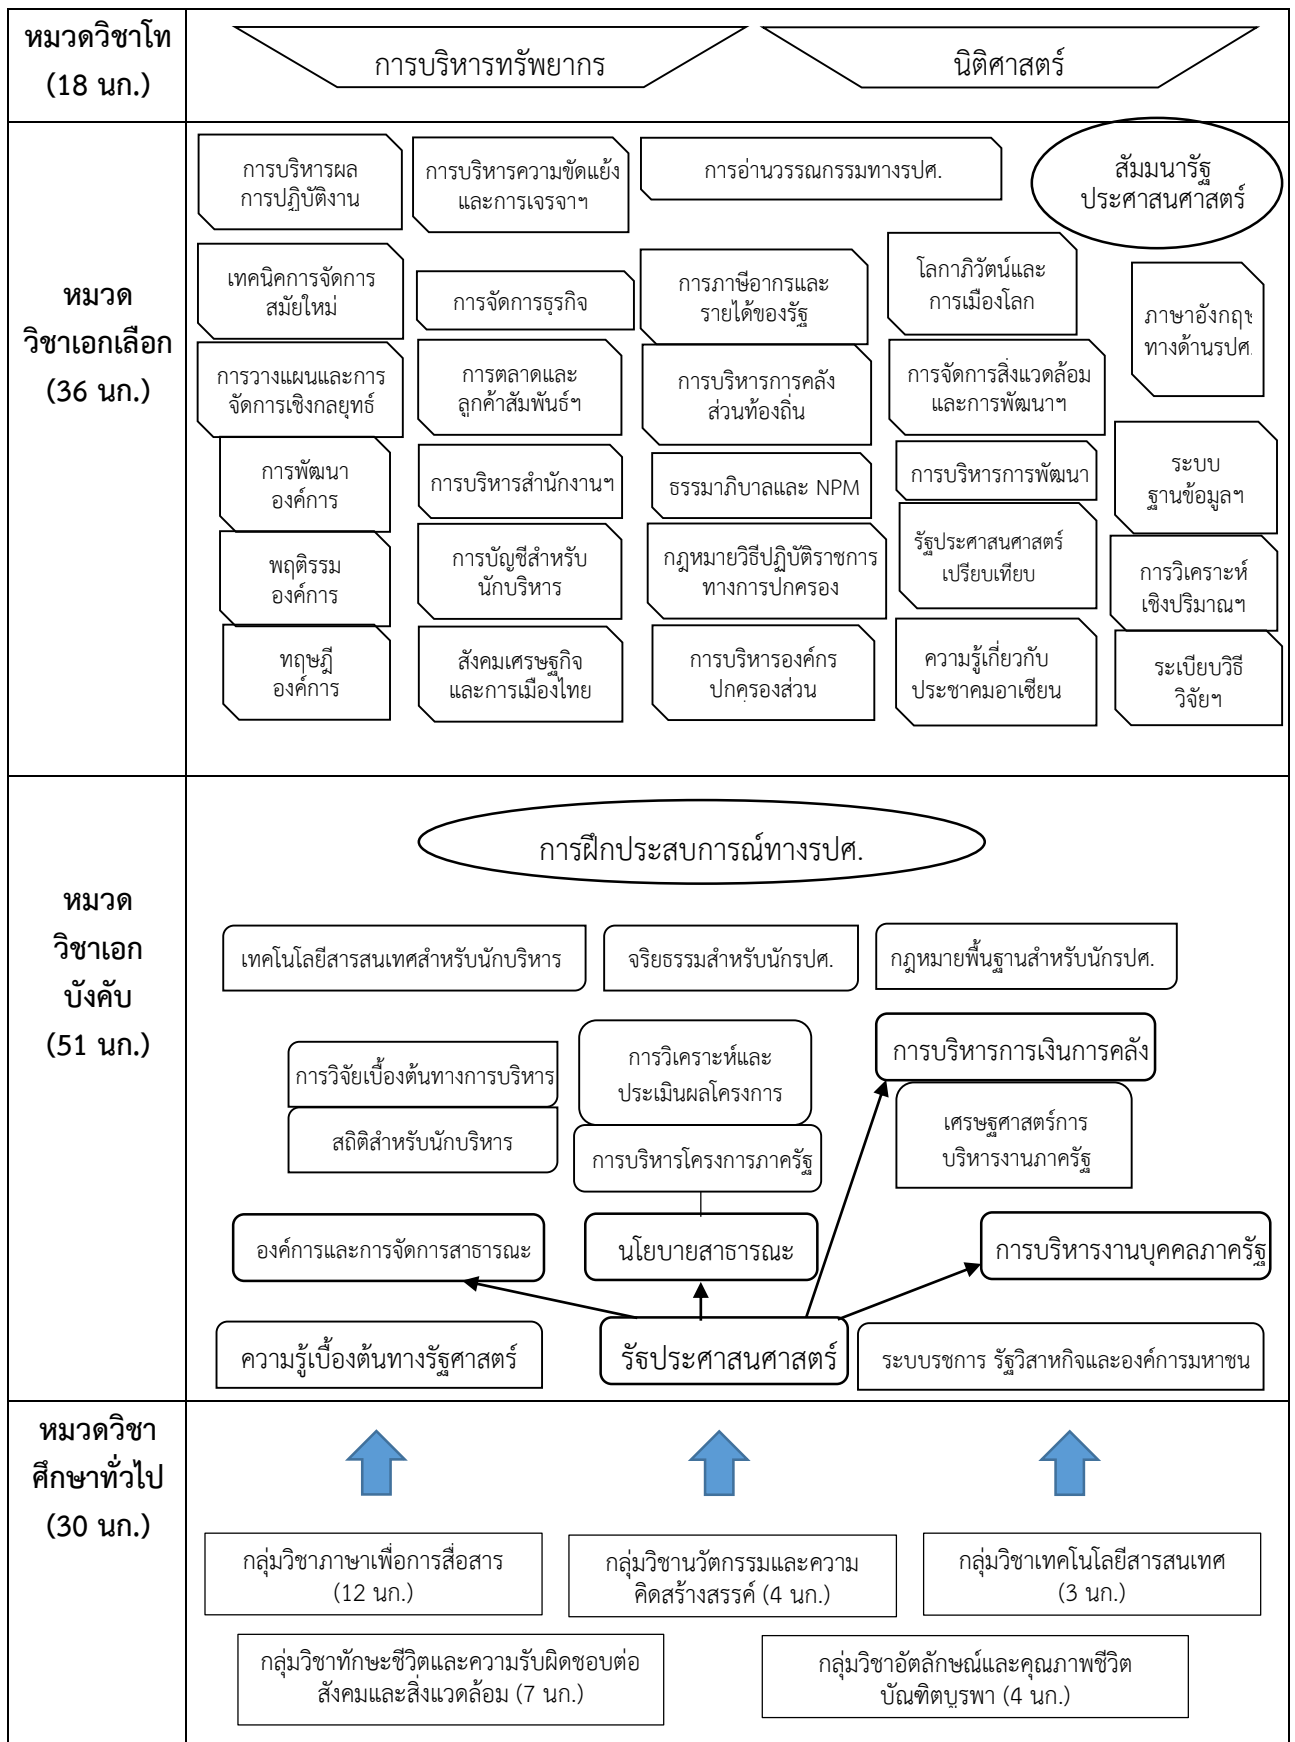 หมวดวิชาโท
(18 นก.)
การบริหารทรัพยากร
นิติศาสตร์
หมวด
วิชาเอกเลือก
(36 นก.)
การบริหารผล
การปฏิบัติงาน
การบริหารความขัดแย้ง
และการเจรจาฯ
การอ่านวรรณกรรมทางรปศ.
สัมมนารัฐ
ประศาสนศาสตร์
เทคนิคการจัดการ
สมัยใหม่
การจัดการธุรกิจ
การภาษีอากรและ
รายได้ของรัฐ
โลกาภิวัตน์และ
การเมืองโลก
ภาษาอังกฤษ
ทางด้านรปศ.
การวางแผนและการ
จัดการเชิงกลยุทธ์
การตลาดและ
ลูกค้าสัมพันธ์ฯ
การบริหารการคลัง
ส่วนท้องถิ่น
การจัดการสิ่งแวดล้อม
และการพัฒนาฯ
การพัฒนา
องค์การ
การบริหารสำนักงานฯ
ธรรมาภิบาลและ NPM
การบริหารการพัฒนา
ระบบ
ฐานข้อมูลฯ
พฤติรรม
องค์การ
การบัญชีสำหรับ
นักบริหาร
กฎหมายวิธีปฏิบัติราชการ
ทางการปกครอง
รัฐประศาสนศาสตร์
เปรียบเทียบ
การวิเคราะห์
เชิงปริมาณฯ
ทฤษฎี
องค์การ
สังคมเศรษฐกิจ
และการเมืองไทย
การบริหารองค์กร
ปกครองส่วน
ความรู้เกี่ยวกับ
ประชาคมอาเซียน
ระเบียบวิธี
วิจัยฯ
หมวด
วิชาเอก
บังคับ
(51 นก.)
การฝึกประสบการณ์ทางรปศ.
เทคโนโลยีสารสนเทศสำหรับนักบริหาร
จริยธรรมสำหรับนักรปศ.
กฎหมายพื้นฐานสำหรับนักรปศ.
การวิจัยเบื้องต้นทางการบริหาร
การวิเคราะห์และ
ประเมินผลโครงการ
การบริหารการเงินการคลัง
สถิติสำหรับนักบริหาร
การบริหารโครงการภาครัฐ
เศรษฐศาสตร์การ
บริหารงานภาครัฐ
องค์การและการจัดการสาธารณะ
นโยบายสาธารณะ
การบริหารงานบุคคลภาครัฐ
ความรู้เบื้องต้นทางรัฐศาสตร์
รัฐประศาสนศาสตร์
ระบบรชการ รัฐวิสาหกิจและองค์การมหาชน
หมวดวิชา
ศึกษาทั่วไป
(30 นก.)
กลุ่มวิชาภาษาเพื่อการสื่อสาร
(12 นก.)
กลุ่มวิชานวัตกรรมและความ
คิดสร้างสรรค์ (4 นก.)
กลุ่มวิชาเทคโนโลยีสารสนเทศ
(3 นก.)
กลุ่มวิชาทักษะชีวิตและความรับผิดชอบต่อ
สังคมและสิ่งแวดล้อม (7 นก.)
กลุ่มวิชาอัตลักษณ์และคุณภาพชีวิต
บัณฑิตบูรพา (4 นก.)